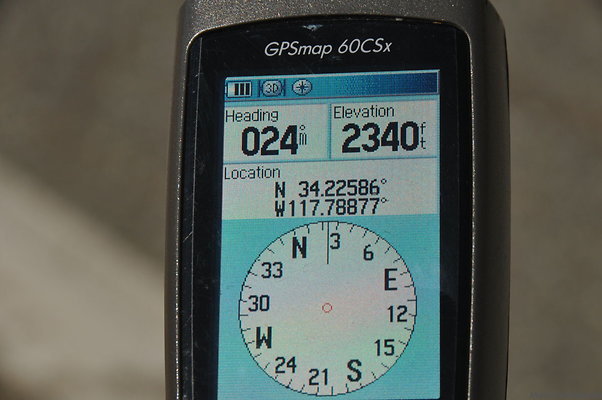 GPSmap 60CSx
3D
Heading Elevation
024°m 2340ft
Location
N 34.22586°
W117.78877°
N 3 6 E 12 15 S 21 24 W 30 33